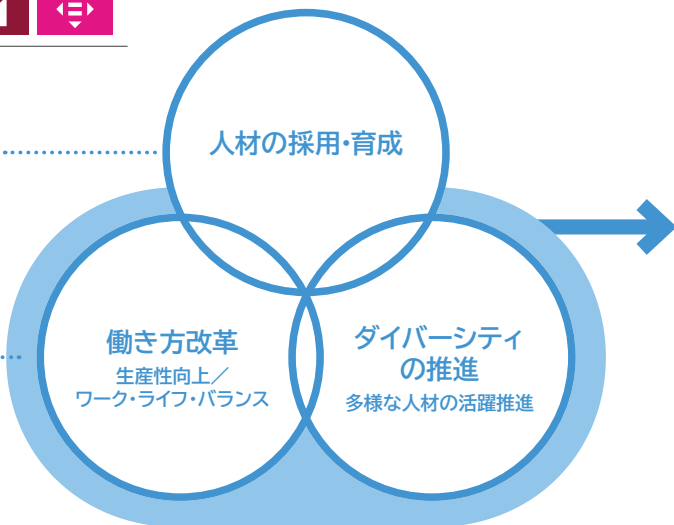 人材の採用・育成
働き方改革
生産性向上／
ワーク・ライフ・バランス
ダイバーシティ
の推進
多様な人材の活躍推進